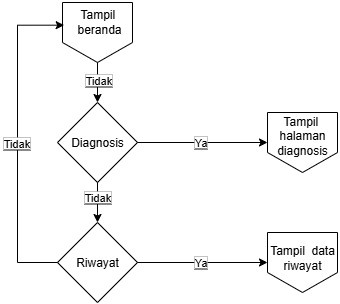 Tampil
beranda
Tidak
Diagnosis
Ya
Tampil
halaman
diagnosis
Tidak
Tidak
Riwayat
Ya
Tampil data
riwayat